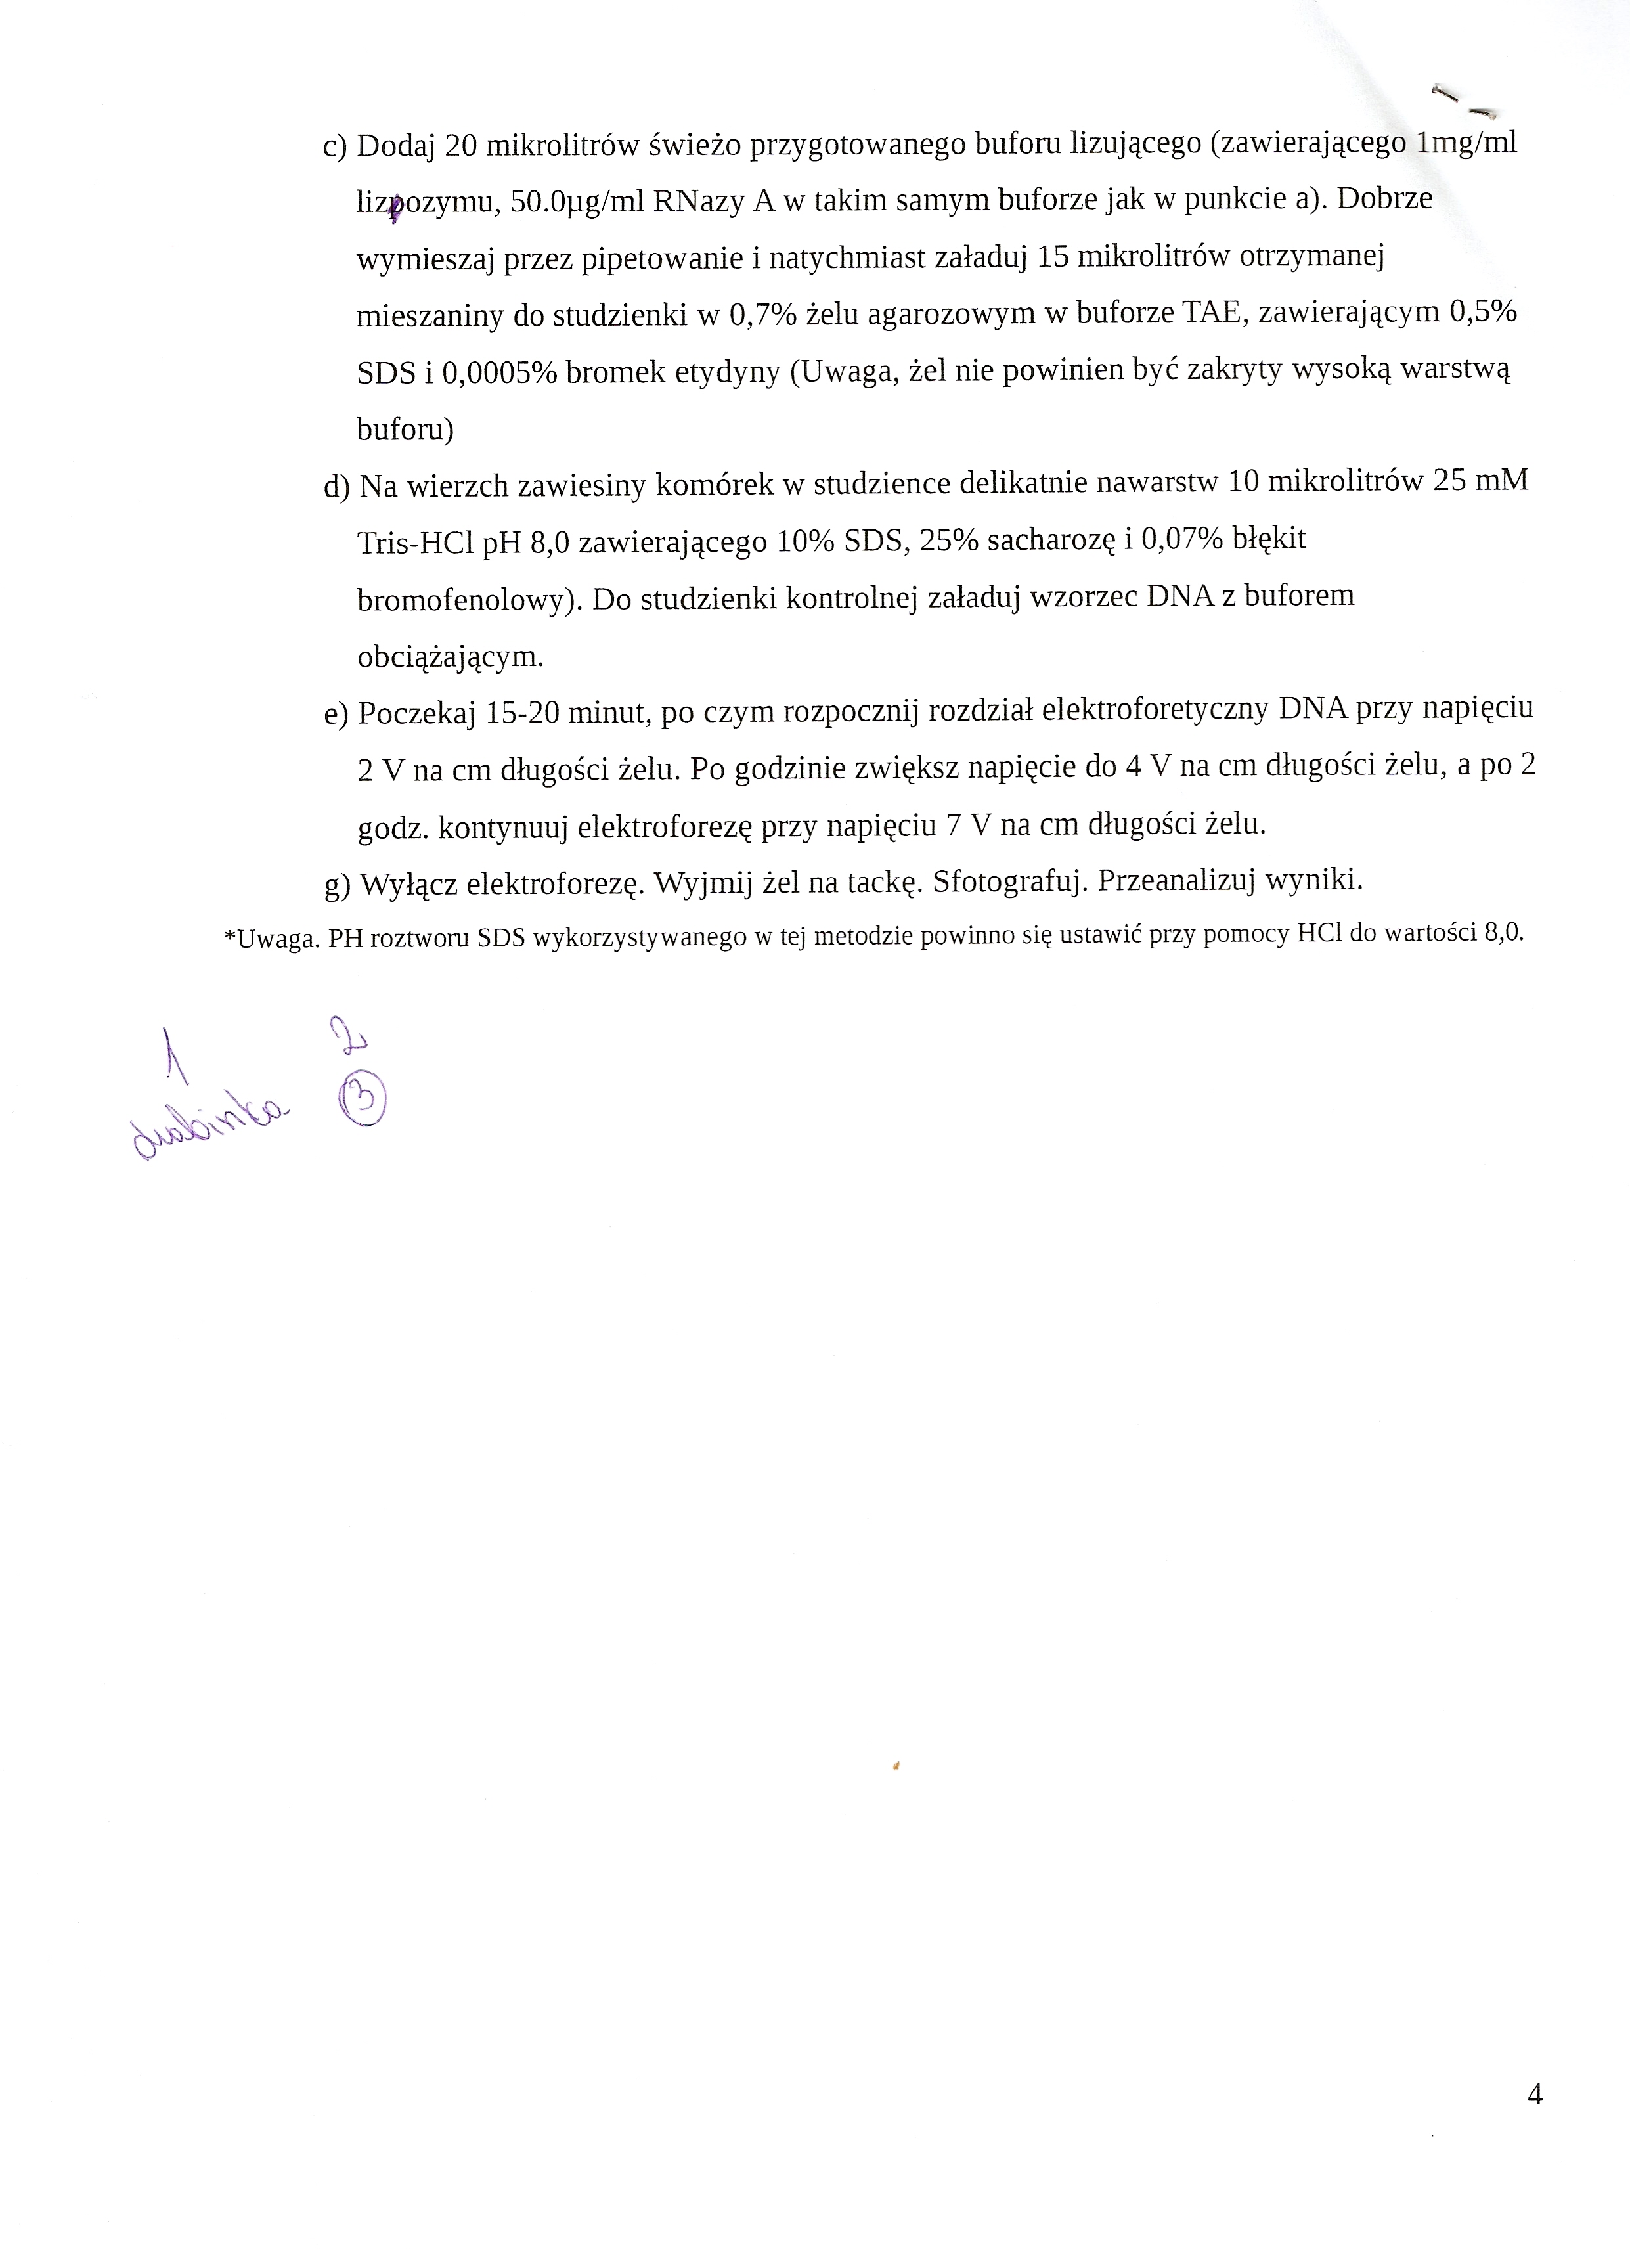 c) Dodaj 20 mikrolitrów świeżo przygotowanego buforu lizującego (zawierającego 1mg/ml
lizpozymu, 50.0µg/ml RNazy A w takim samym buforze jak w punkcie a). Dobrze
wymieszaj przez pipetowanie i natychmiast załaduj 15 mikrolitrów otrzymanej
mieszaniny do studzienki w 0,7% żelu agarozowym w buforze TAE, zawierającym 0,5%
SDS i 0,0005% bromek etydyny (Uwaga, żel nie powinien być zakryty wysoką warstwą
buforu)
d) Na wierzch zawiesiny komórek w studzience delikatnie nawarstw 10 mikrolitrów 25 mM
Tris-HCl pH 8,0 zawierającego 10% SDS, 25% sacharozę i 0,07% błękit
bromofenolowy). Do studzienki kontrolnej załaduj wzorzec DNA z buforem
obciążającym.
e) Poczekaj 15-20 minut, po czym rozpocznij rozdział elektroforetyczny DNA przy napięciu
2 V na cm długości żelu. Po godzinie zwiększ napięcie do 4 V na cm długości żelu, a po 2
godz. kontynuuj elektroforezę przy napięciu 7 V na cm długości żelu.
g) Wyłącz elektroforezę. Wyjmij żel na tackę. Sfotografuj. Przeanalizuj wyniki.
*Uwaga. PH roztworu SDS wykorzystywanego w tej metodzie powinno się ustawić przy pomocy HCl do wartości 8,0.
1 2
drabinka 3
4